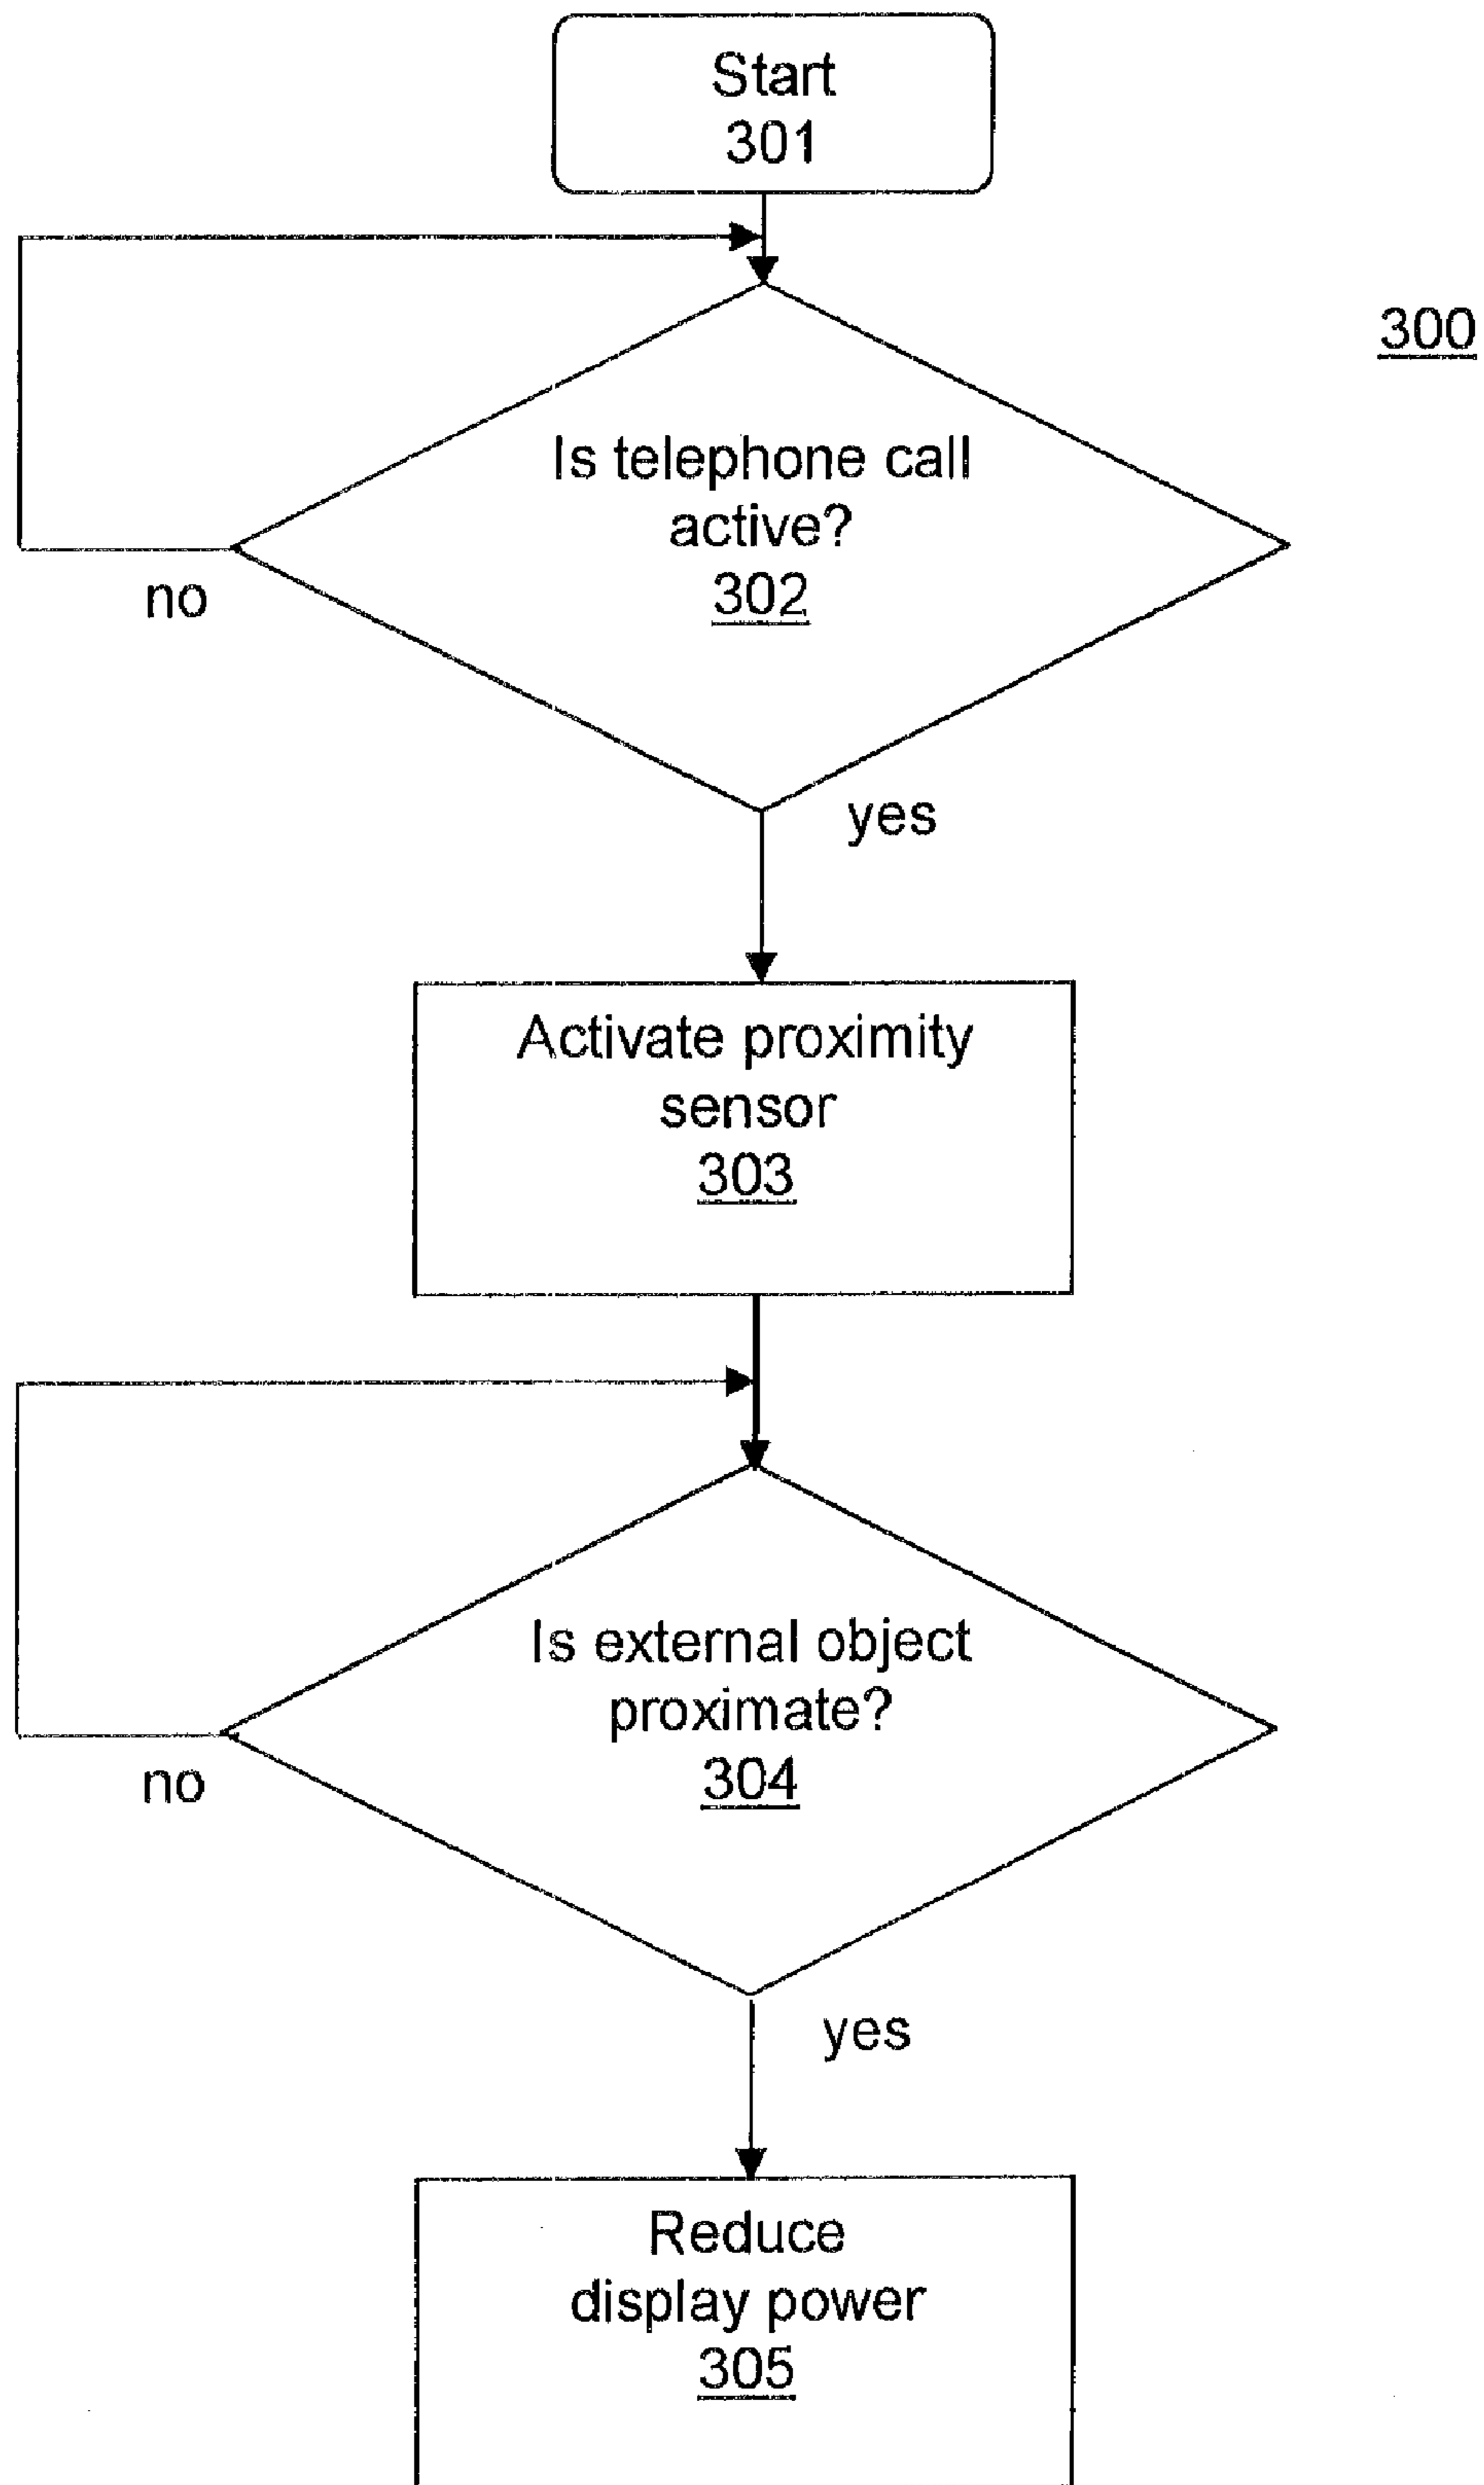 Start
301
300
Is telephone call
active?
302
no
yes
Activate proximity
sensor
303
Is external object
proximate?
304
no
yes
Reduce
display power
305